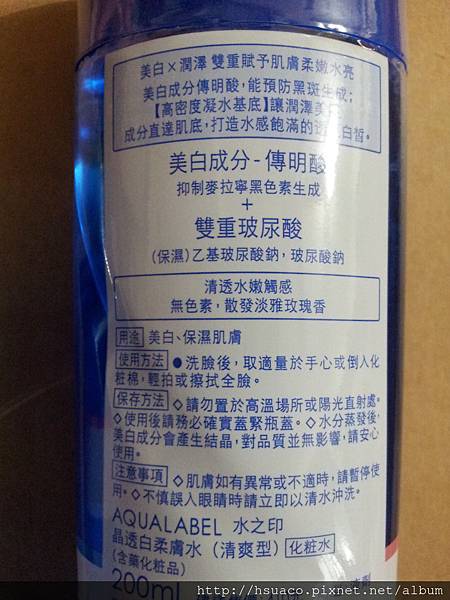 美白×潤澤 雙重賦予肌膚柔嫩水亮
美白成分傳明酸，能預防黑斑生成；
【高密度凝水基底】讓潤澤美
成分直達肌底，打造水感飽滿的 白皙。
美白成分-傳明酸
抑制麥拉寧黑色素生成
+
雙重玻尿酸
(保濕)乙基玻尿酸鈉，玻尿酸鈉
清透水嫩觸感
無色素，散發淡雅玫瑰香
用途 美白、保濕肌膚
使用方法 ●洗臉後，取適量於手心或倒入化
粧棉，輕拍或擦拭全臉。
保存方法 ◇請勿置於高溫場所或陽光直射處。
◇使用後請務必確實蓋緊瓶蓋。◇水分蒸發後，
美白成分會產生結晶，對品質並無影響，請安心
使用。
注意事項 ◇肌膚如有異常或不適時，請暫停使
用。◇不慎誤入眼睛時請立即以清水沖洗。
AQUALABEL 水之印
晶透白柔膚水（清爽型）化粧水
(含藥化粧品)
200mL
http://hsuaco.pixnet.net/album